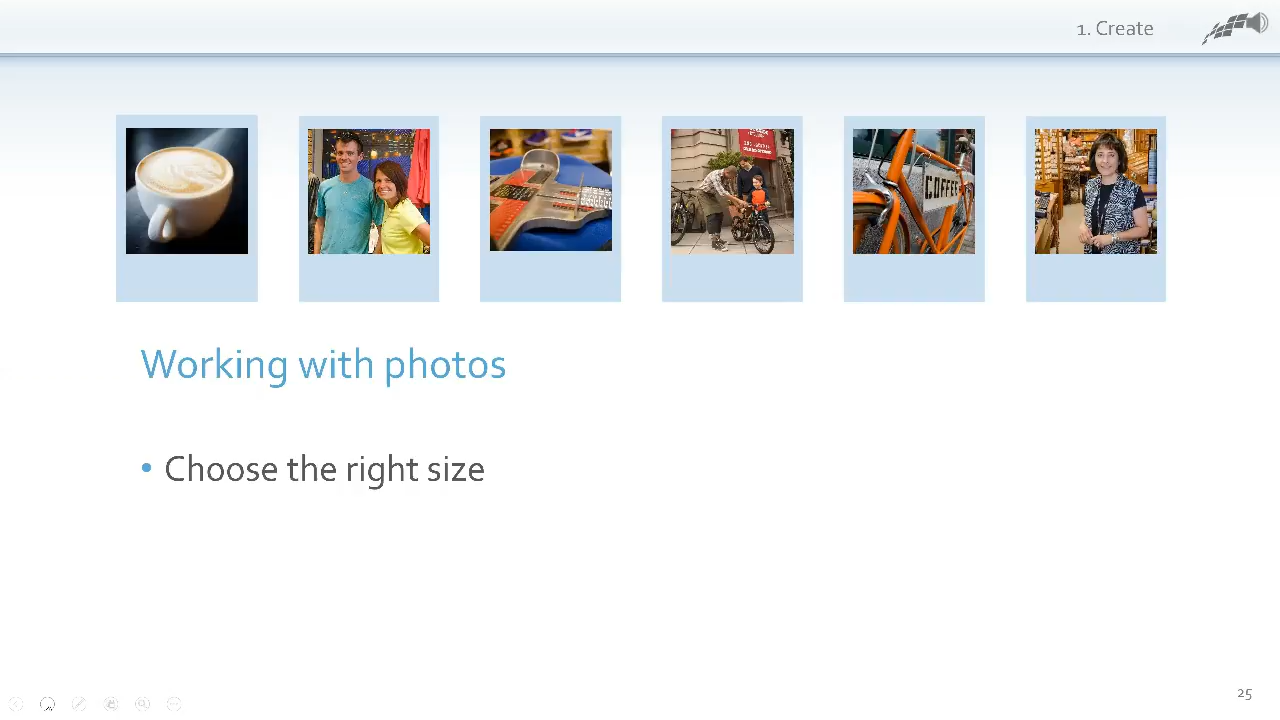 1. Create
COFFEE
Working with photos
• Choose the right size
25